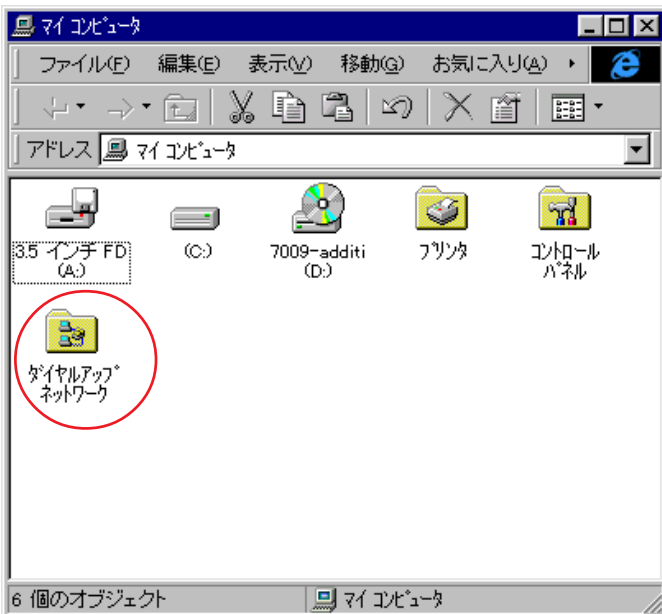 マイ コンピュータ
ファイル(F) 編集(E) 表示(V) 移動(G) お気に入り(A)
アドレス マイ コンピュータ
3.5 インチ FD (C:) 7009-additi プリンタ コントロール
(A:) (D:) パネル
ダイヤルアップ
ネットワーク
6 個のオブジェクト マイ コンピュータ